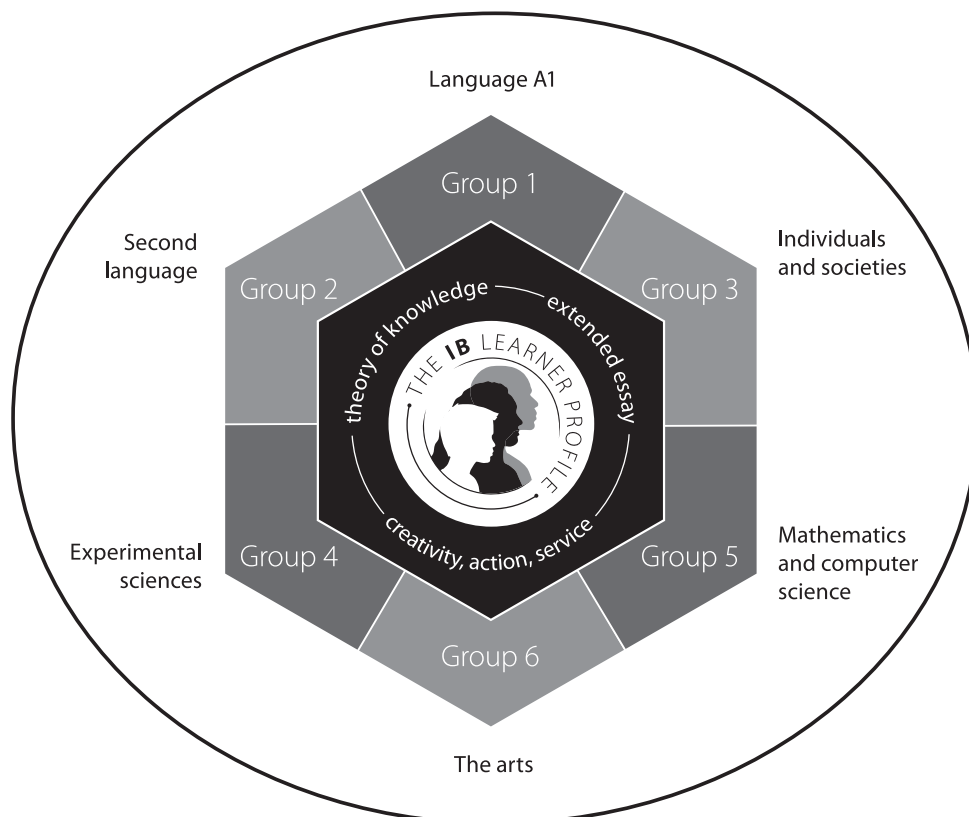 Language A1
Group 1
Second
language
Individuals
and societies
Group 2
Group 3
theory of knowledge
extended essay
THE IB LEARNER PROFILE
creativity, action, service
Experimental
sciences
Group 4
Group 5
Mathematics
and computer
science
Group 6
The arts